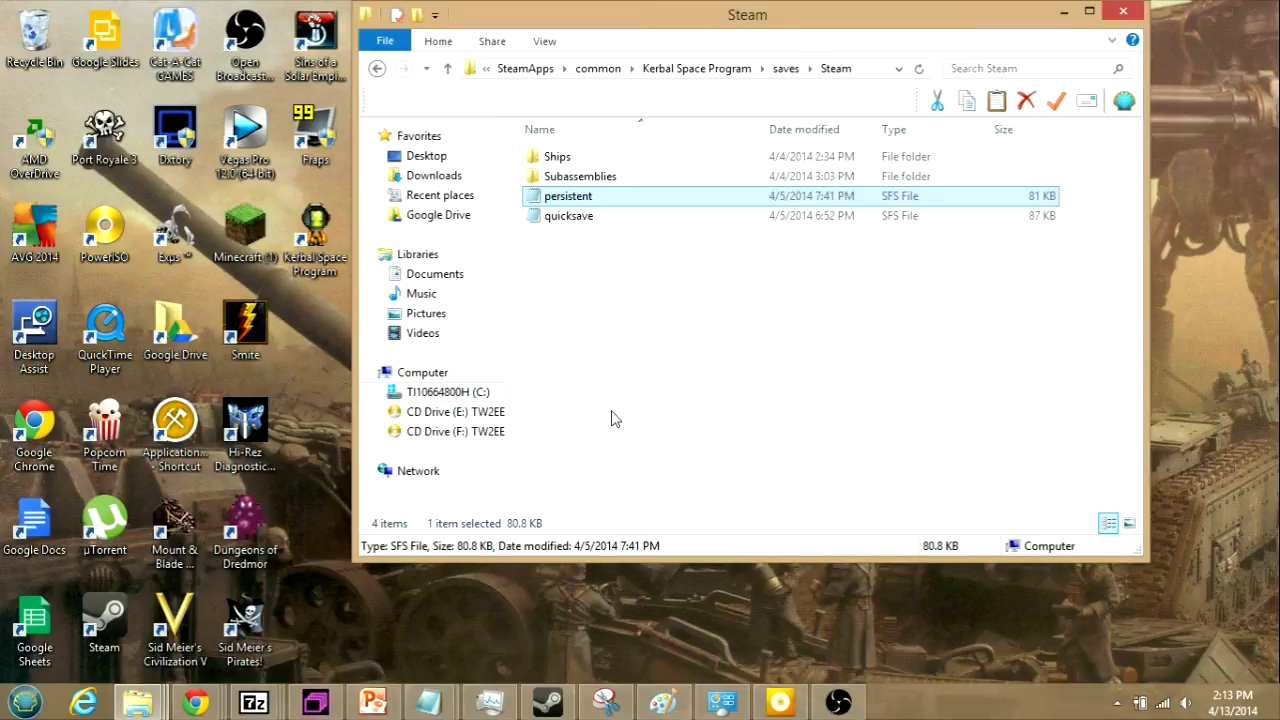 Steam
File
Home
Share
View
« SteamApps
common
Kerbal Space Program
saves
Steam
Search Steam
Name
Date modified
Type
Size
Favorites
Desktop
Downloads
Recent places
Google Drive
Libraries
Documents
Music
Pictures
Videos
Computer
TI10664800H (C:)
CD Drive (E:) TW2EE
CD Drive (F:) TW2EE
Network
Ships 4/4/2014 2:34 PM File folder
Subassemblies 4/4/2014 3:03 PM File folder
persistent 4/5/2014 7:41 PM SFS File 81 KB
quicksave 4/5/2014 6:52 PM SFS File 87 KB
4 items 1 item selected 80.8 KB
Type: SFS File, Size: 80.8 KB, Date modified: 4/5/2014 7:41 PM 80.8 KB Computer
Recycle Bin
Google Slides
Cat-A-Cat
GAMES
Open
Broadcast...
Sins of a
Solar Empi...
AMD
OverDrive
Port Royale 3
Dxtory
Vegas Pro
12.0 (64-bit)
99
Fraps
AVG 2014
PowerISO
Exps ™
Minecraft (1)
Kerbal Space
Program
Desktop
Assist
QuickTime
Player
Google Drive
Smite
Google
Chrome
Popcorn
Time
Application...
- Shortcut
Hi-Rez
Diagnostic...
Google Docs
µTorrent
Mount &
Blade ...
Dungeons of
Dredmor
Google
Sheets
Steam
Sid Meier's
Civilization V
Sid Meier's
Pirates!
7z
2:13 PM
4/13/2014